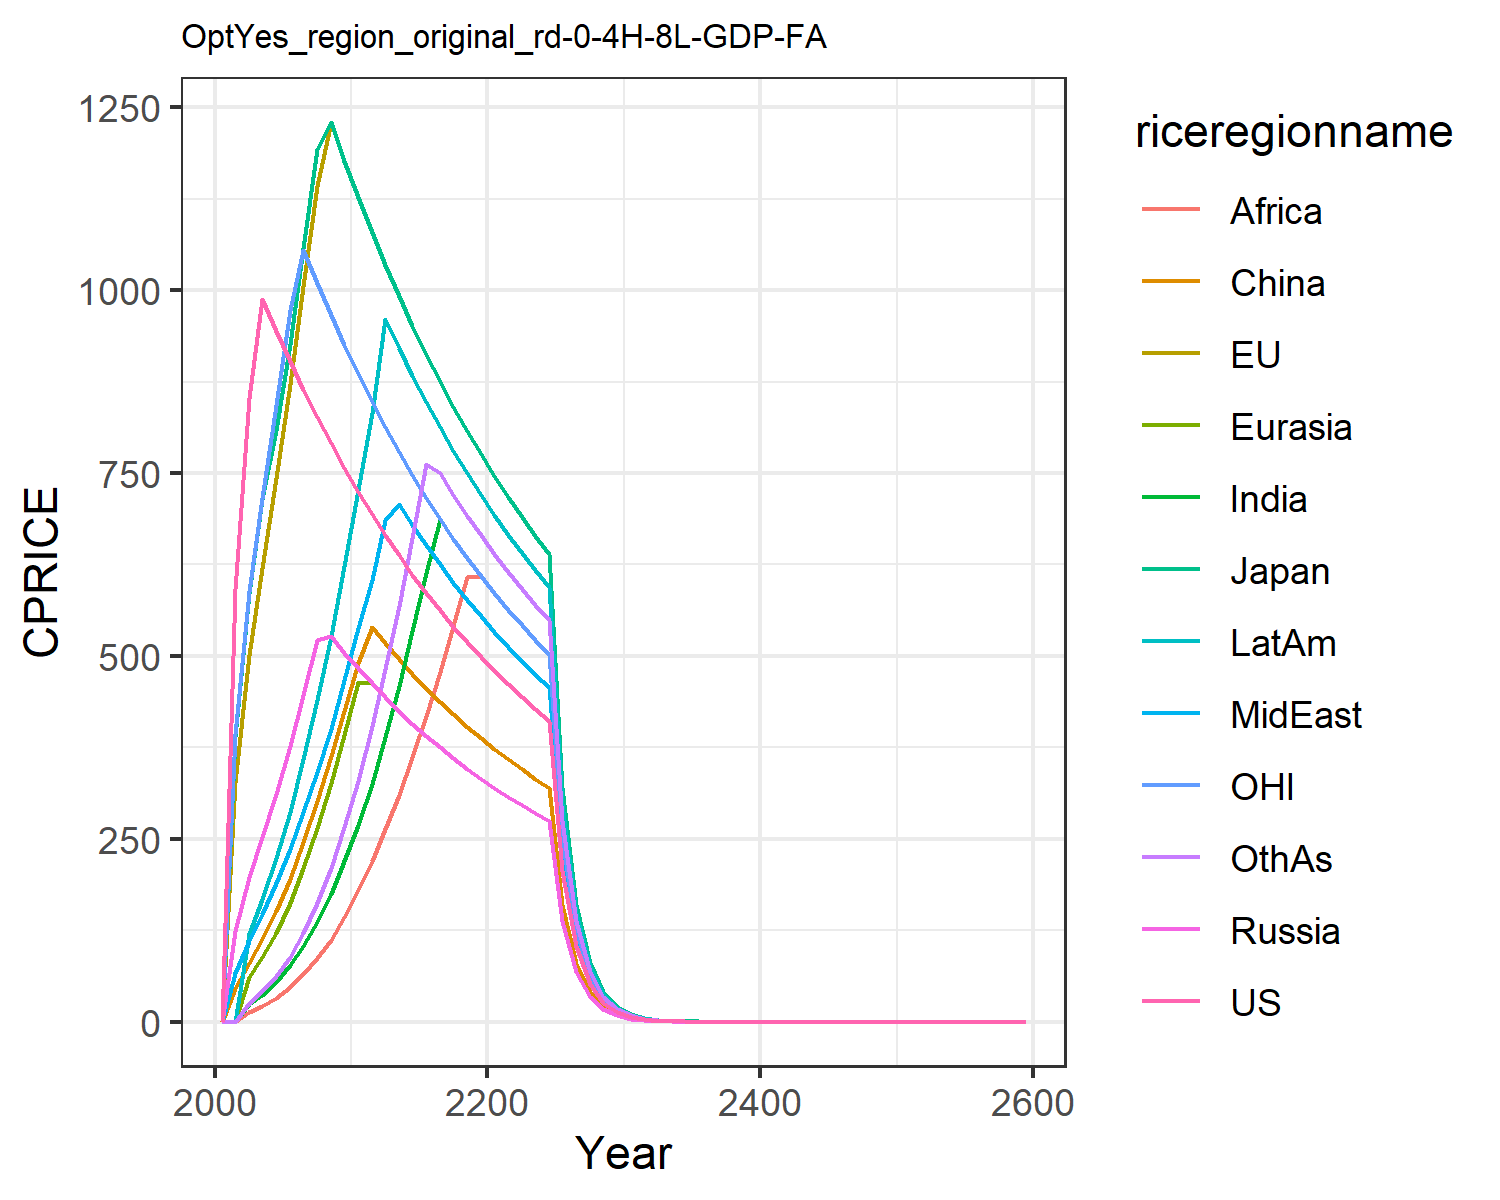 OptYes_region_original_rd-0-4H-8L-GDP-FA
1250
1000
750
500
250
0
CPRICE
2000 2200 2400 2600
Year
riceregionname
Africa
China
EU
Eurasia
India
Japan
LatAm
MidEast
OHI
OthAs
Russia
US